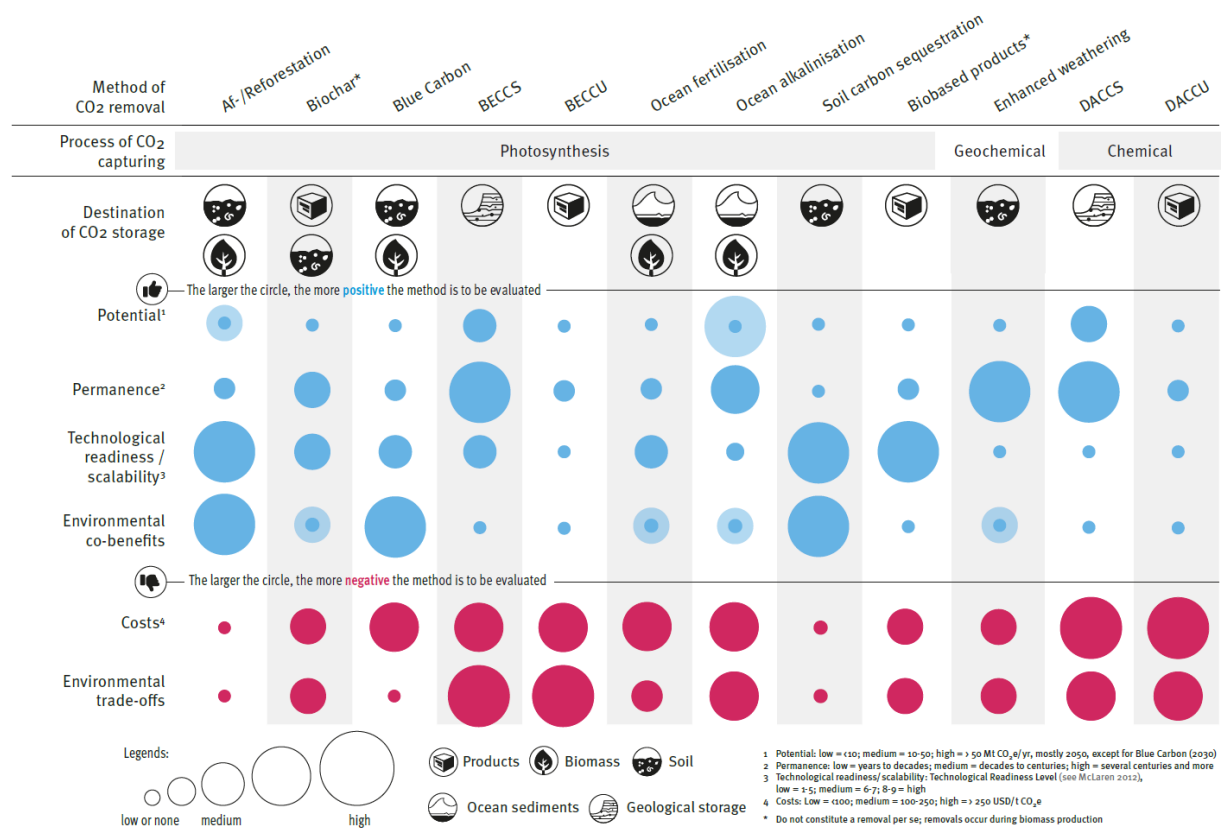 Method of
CO2 removal
Af-/Reforestation
Biochar*
Blue Carbon
BECCS
BECCU
Ocean fertilisation
Ocean alkalinisation
Soil carbon sequestration
Biobased products*
Enhanced weathering
DACCS
DACCU
Process of CO2
capturing
Photosynthesis
Geochemical
Chemical
Destination
of CO2 storage
The larger the circle, the more positive the method is to be evaluated
Potential¹
Permanence²
Technological
readiness /
scalability³
Environmental
co-benefits
The larger the circle, the more negative the method is to be evaluated
Costs⁴
Environmental
trade-offs
Legends:
low or none
medium
high
Products
Biomass
Soil
Ocean sediments
Geological storage
1 Potential: low = <10; medium = 10-50; high = > 50 Mt CO₂e/yr, mostly 2050, except for Blue Carbon (2030)
2 Permanence: low = years to decades; medium = decades to centuries; high = several centuries and more
3 Technological readiness/scalability: Technological Readiness Level (see McLaren 2012),
low = 1-5; medium = 6-7; 8-9 = high
4 Costs: Low = <100; medium = 100-250; high = > 250 USD/t CO₂e
* Do not constitute a removal per se; removals occur during biomass production